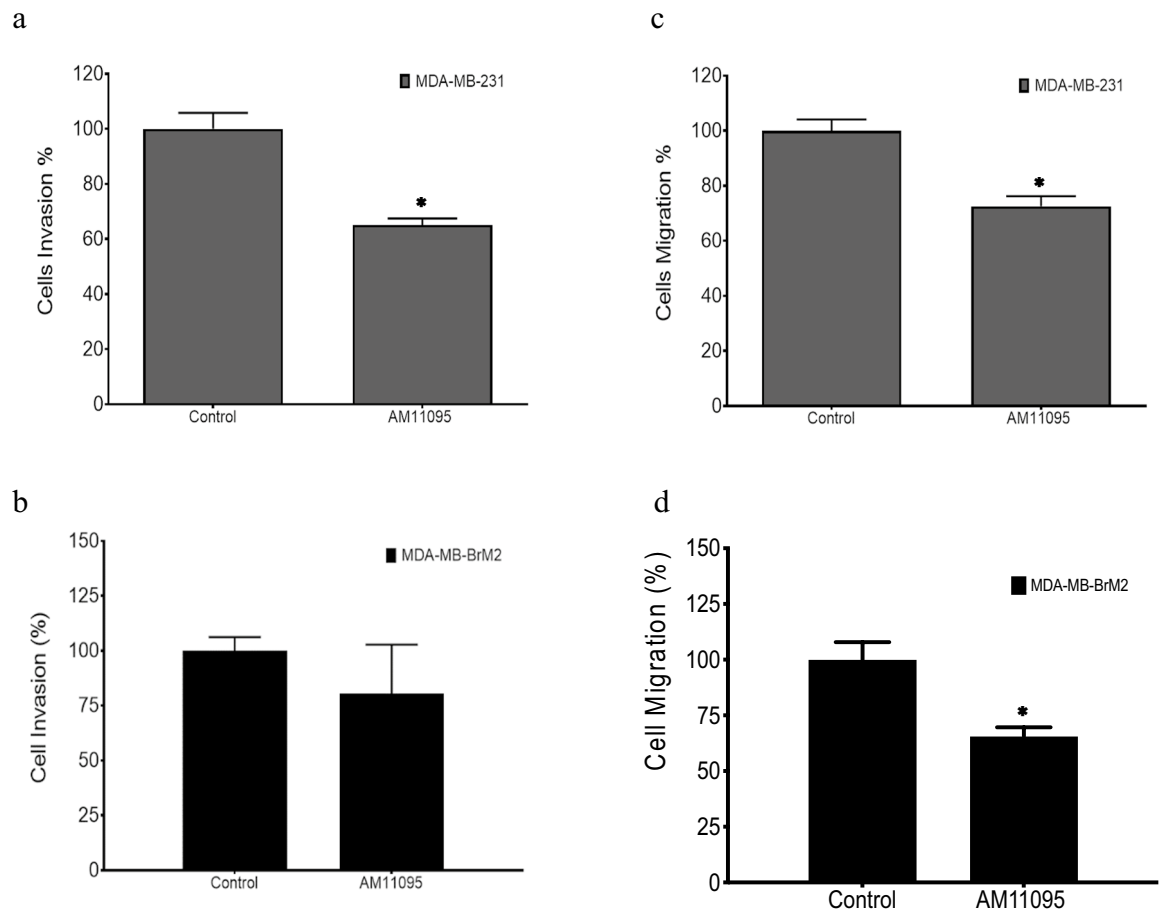 a
MDA-MB-231
Cells Invasion %
120
100
80
60
40
20
0
*
Control
AM11095
c
MDA-MB-231
Cells Migration %
120
100
80
60
40
20
0
*
Control
AM11095
b
MDA-MB-BrM2
Cell Invasion (%)
150
125
100
75
50
25
0
Control
AM11095
d
MDA-MB-BrM2
Cell Migration (%)
150
125
100
75
50
25
0
*
Control
AM11095